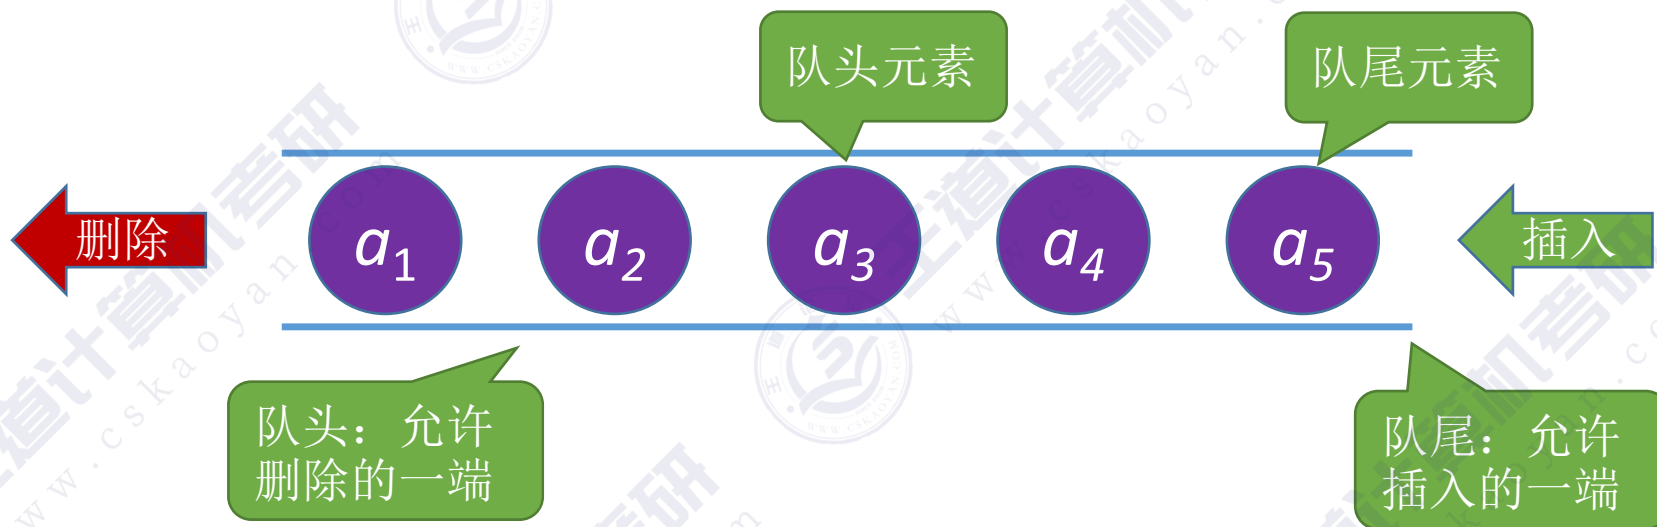 队头元素
队尾元素
删除
a1
a2
a3
a4
a5
插入
队头：允许
删除的一端
队尾：允许
插入的一端